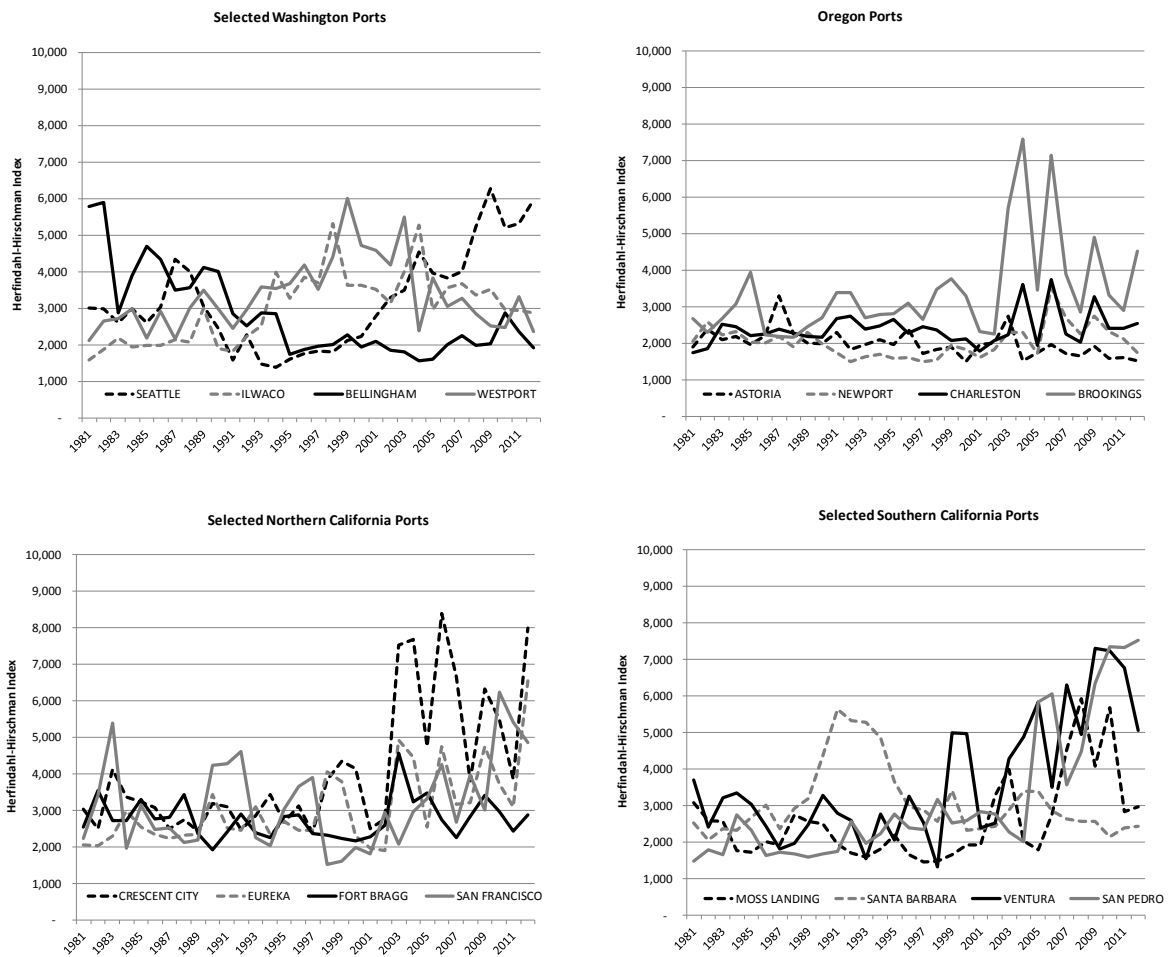 Selected Washington Ports
Herfindahl-Hirschman Index
10,000
9,000
8,000
7,000
6,000
5,000
4,000
3,000
2,000
1,000
-
SEATTLE ILWACO BELLINGHAM WESTPORT
1981 1983 1985 1987 1989 1991 1993 1995 1997 1999 2001 2003 2005 2007 2009 2011
Oregon Ports
Herfindahl-Hirschman Index
10,000
9,000
8,000
7,000
6,000
5,000
4,000
3,000
2,000
1,000
-
ASTORIA NEWPORT CHARLESTON BROOKINGS
1981 1983 1985 1987 1989 1991 1993 1995 1997 1999 2001 2003 2005 2007 2009 2011
Selected Northern California Ports
Herfindahl-Hirschman Index
10,000
9,000
8,000
7,000
6,000
5,000
4,000
3,000
2,000
1,000
-
CRESCENT CITY EUREKA FORT BRAGG SAN FRANCISCO
1981 1983 1985 1987 1989 1991 1993 1995 1997 1999 2001 2003 2005 2007 2009 2011
Selected Southern California Ports
Herfindahl-Hirschman Index
10,000
9,000
8,000
7,000
6,000
5,000
4,000
3,000
2,000
1,000
-
MOSS LANDING SANTA BARBARA VENTURA SAN PEDRO
1981 1983 1985 1987 1989 1991 1993 1995 1997 1999 2001 2003 2005 2007 2009 2011